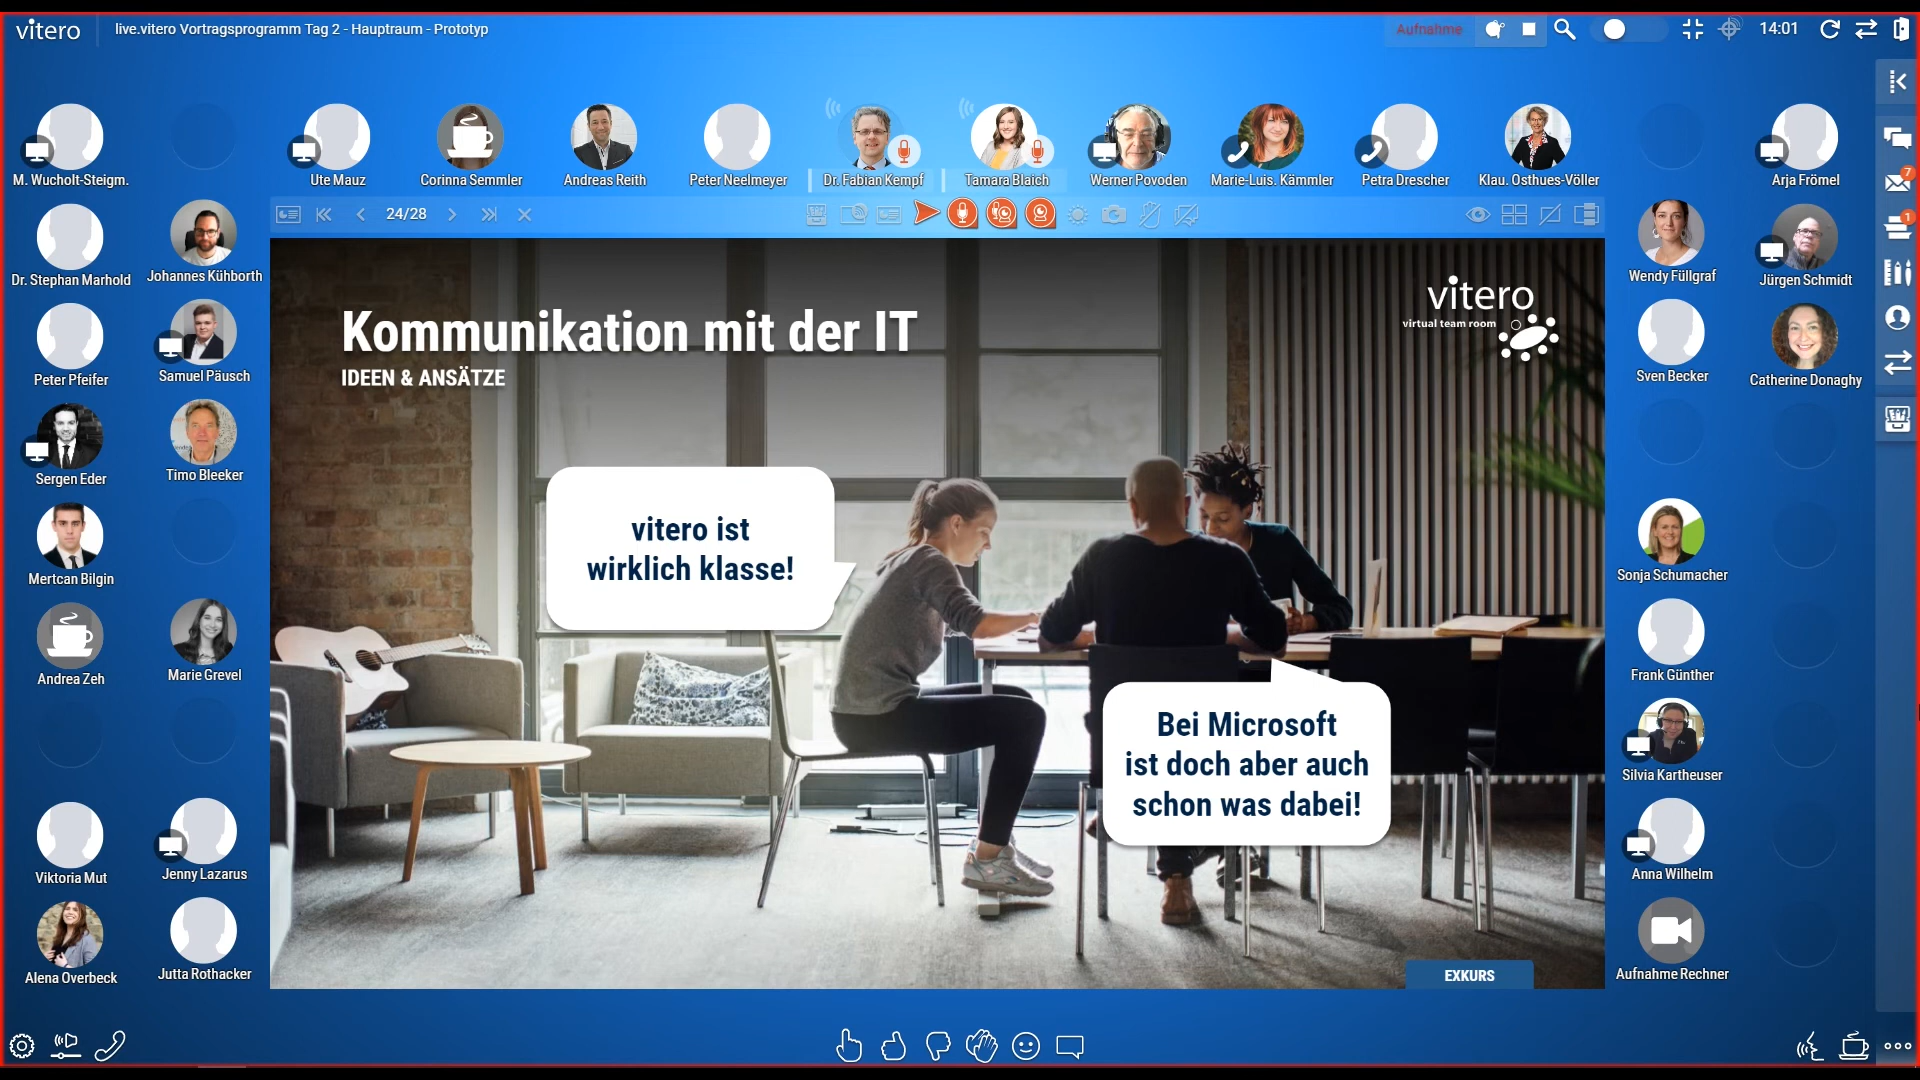 vitero
live.vitero Vortragsprogramm Tag 2 - Hauptraum - Prototyp
Aufnahme
14:01
M. Wucholt-Steigm.
Ute Mauz
Corinna Semmler
Andreas Reith
Peter Neelmeyer
Dr. Fabian Kempf
Tamara Blaich
Werner Povoden
Marie-Luis. Kämmler
Petra Drescher
Klau. Osthues-Völler
Arja Frömel
7
1
24/28
Dr. Stephan Marhold
Johannes Kühborth
Wendy Füllgraf
Jürgen Schmidt
Peter Pfeifer
Samuel Päusch
Sven Becker
Catherine Donaghy
Sergen Eder
Timo Bleeker
Mertcan Bilgin
Sonja Schumacher
Andrea Zeh
Marie Grevel
Frank Günther
Silvia Kartheuser
Viktoria Mut
Jenny Lazarus
Anna Wilhelm
Alena Overbeck
Jutta Rothacker
Aufnahme Rechner
Kommunikation mit der IT
IDEEN & ANSÄTZE
vitero
virtual team room
vitero ist
wirklich klasse!
Bei Microsoft
ist doch aber auch
schon was dabei!
EXKURS